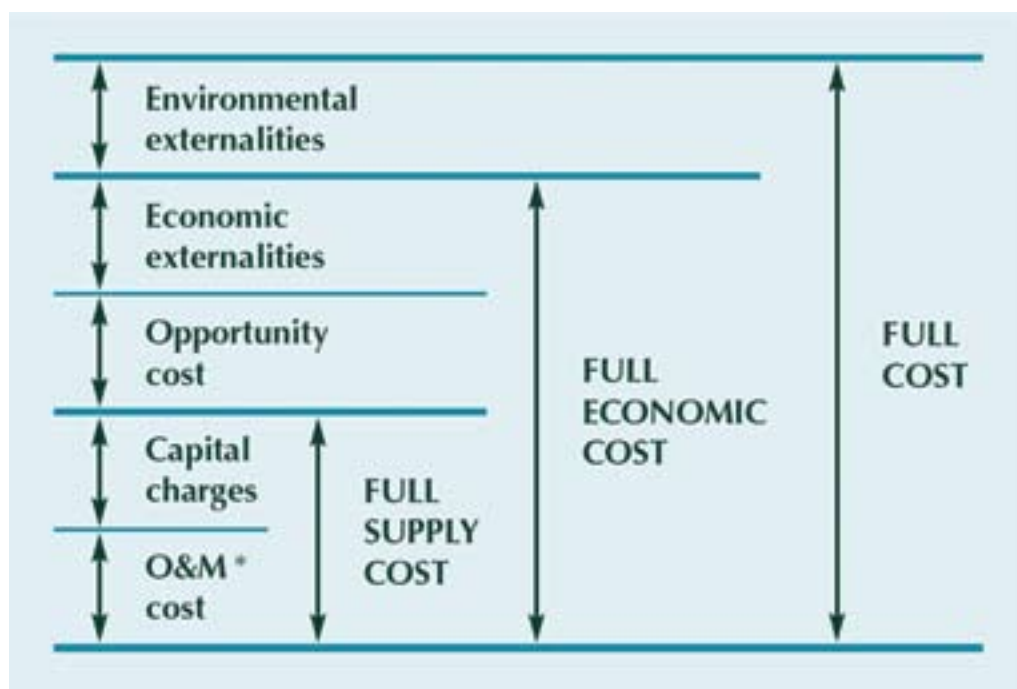 Environmental
externalities
Economic
externalities
Opportunity
cost
Capital
charges
O&M *
cost
FULL
SUPPLY
COST
FULL
ECONOMIC
COST
FULL
COST